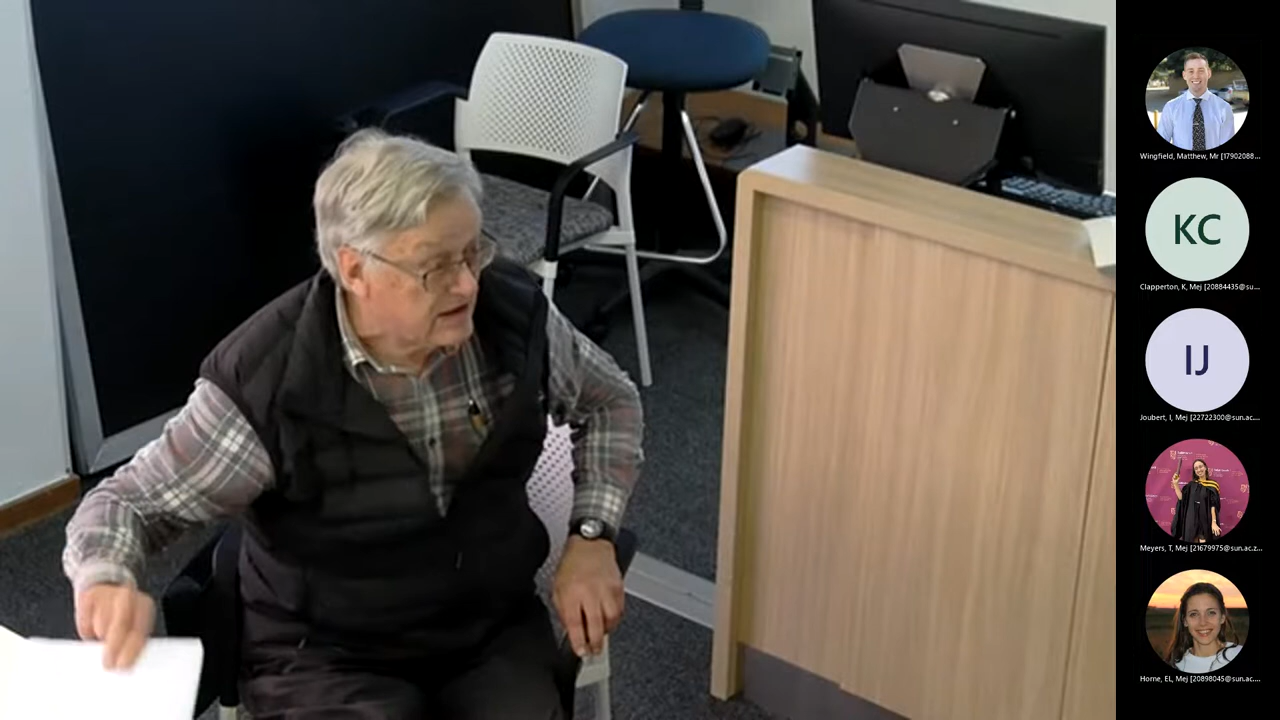 Wingfield, Matthew, Mr [17902088...
KC
Clapperton, K, Mej [20884435@su...
IJ
Joubert, I, Mej [22722300@sun.ac....
Meyers, T, Mej [21679975@sun.ac.z...
Horne, EL, Mej [20898045@sun.ac....